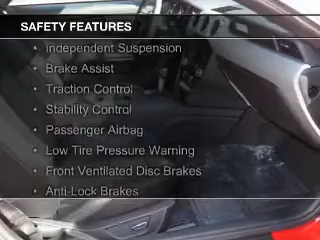 SAFETY FEATURES
• Independent Suspension
• Brake Assist
• Traction Control
• Stability Control
• Passenger Airbag
• Low Tire Pressure Warning
• Front Ventilated Disc Brakes
• Anti-Lock Brakes